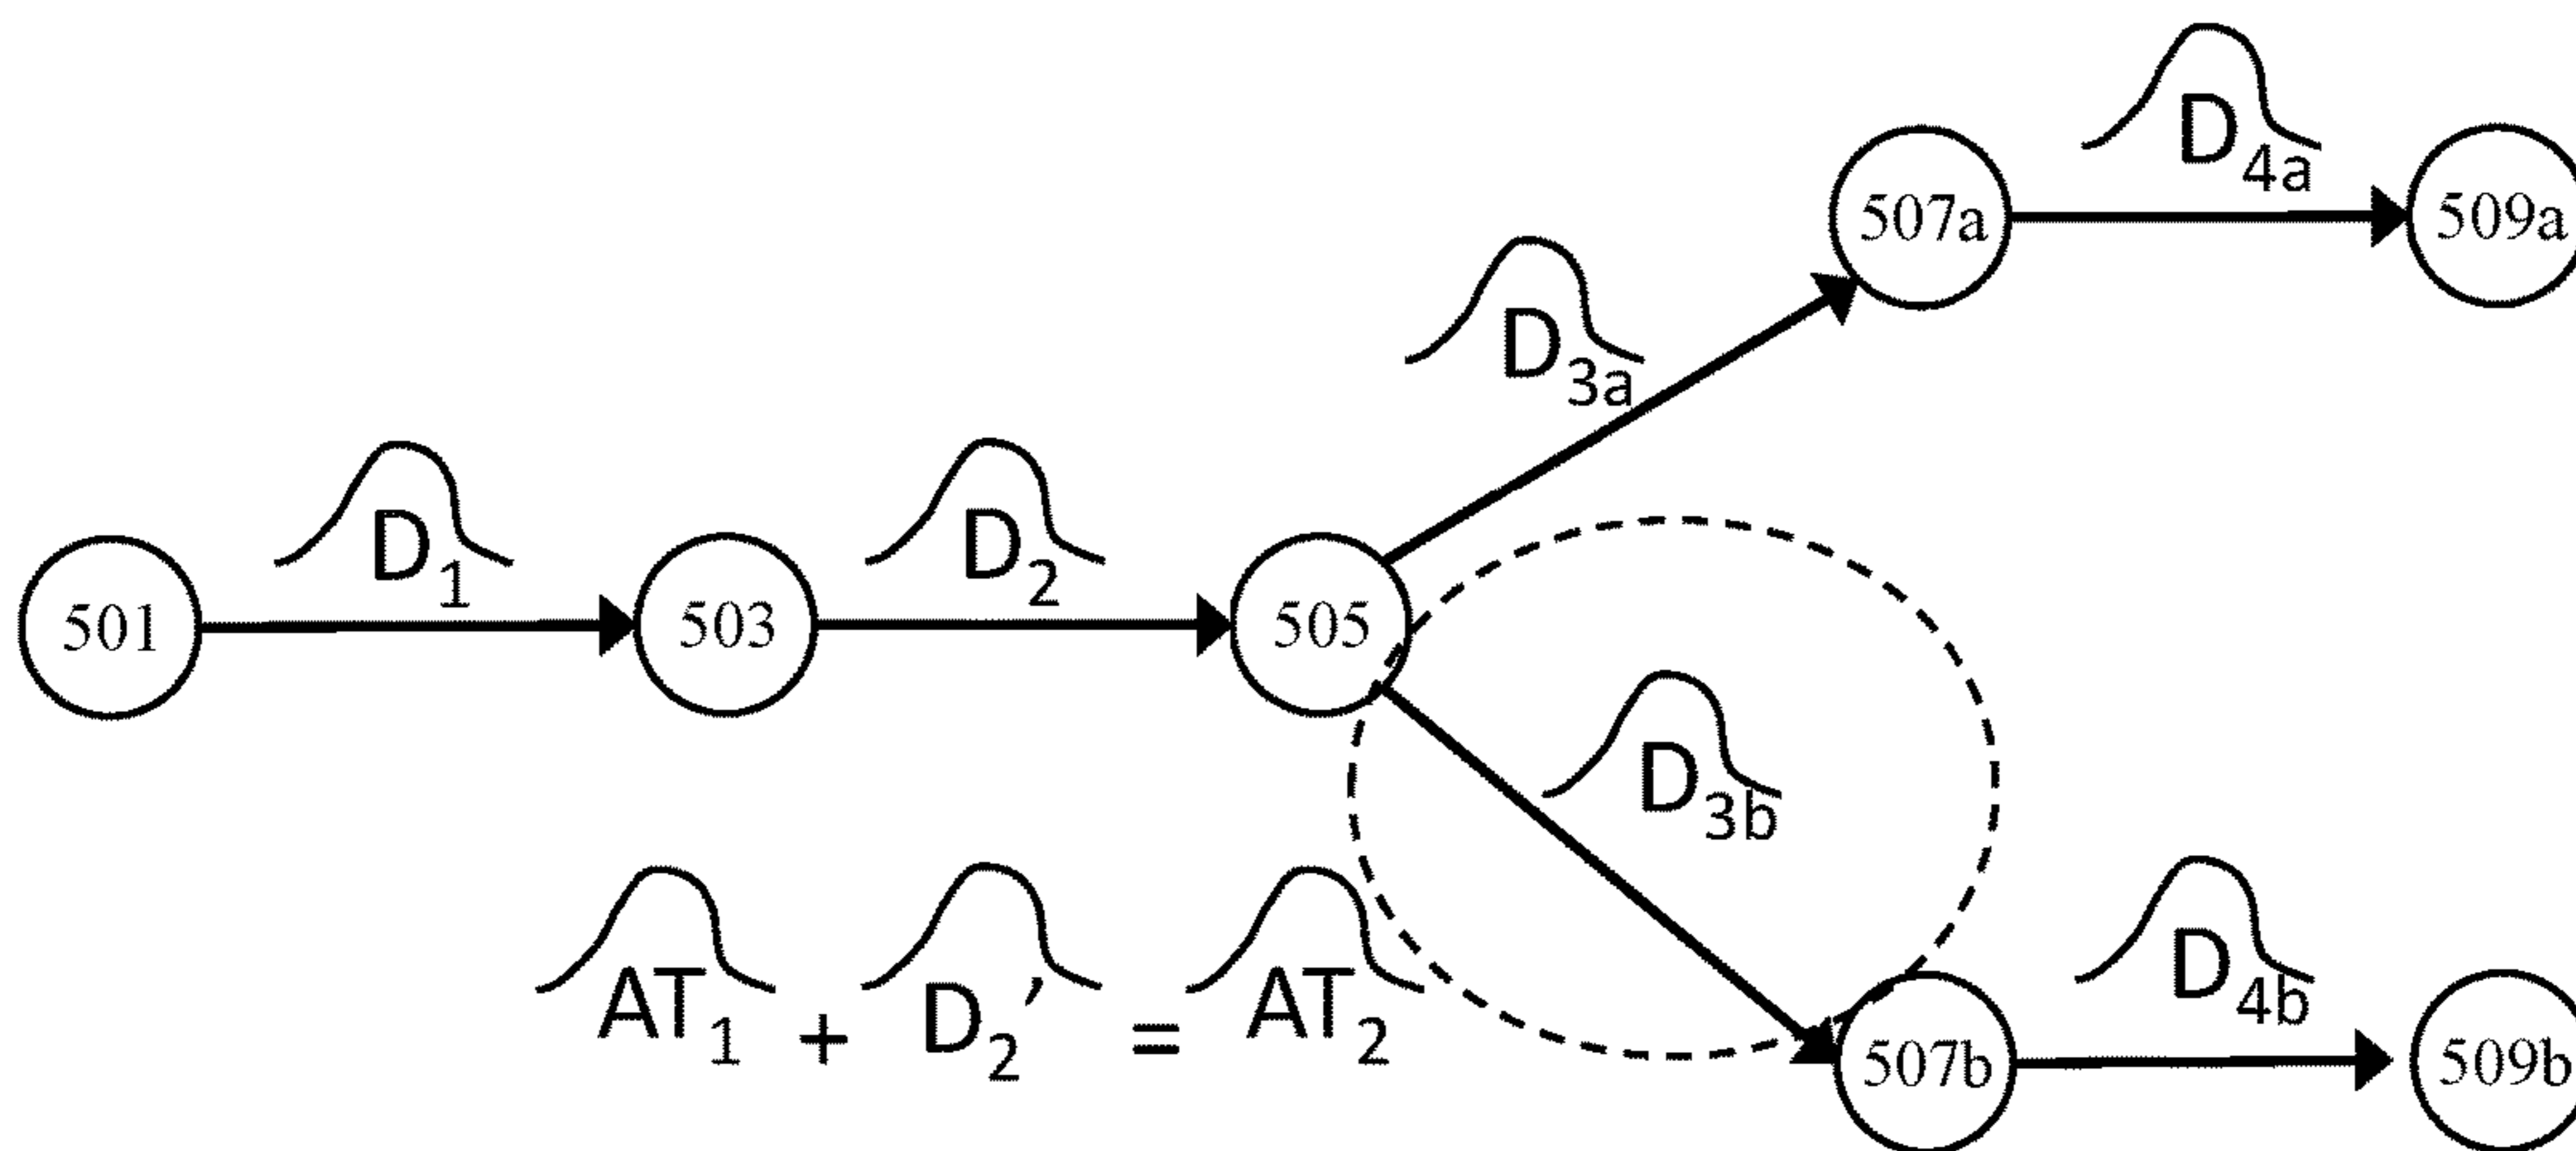 D4a
507a
509a
D3a
D1
D2
501
503
505
D3b
AT1 + D2' = AT2
D4b
507b
509b